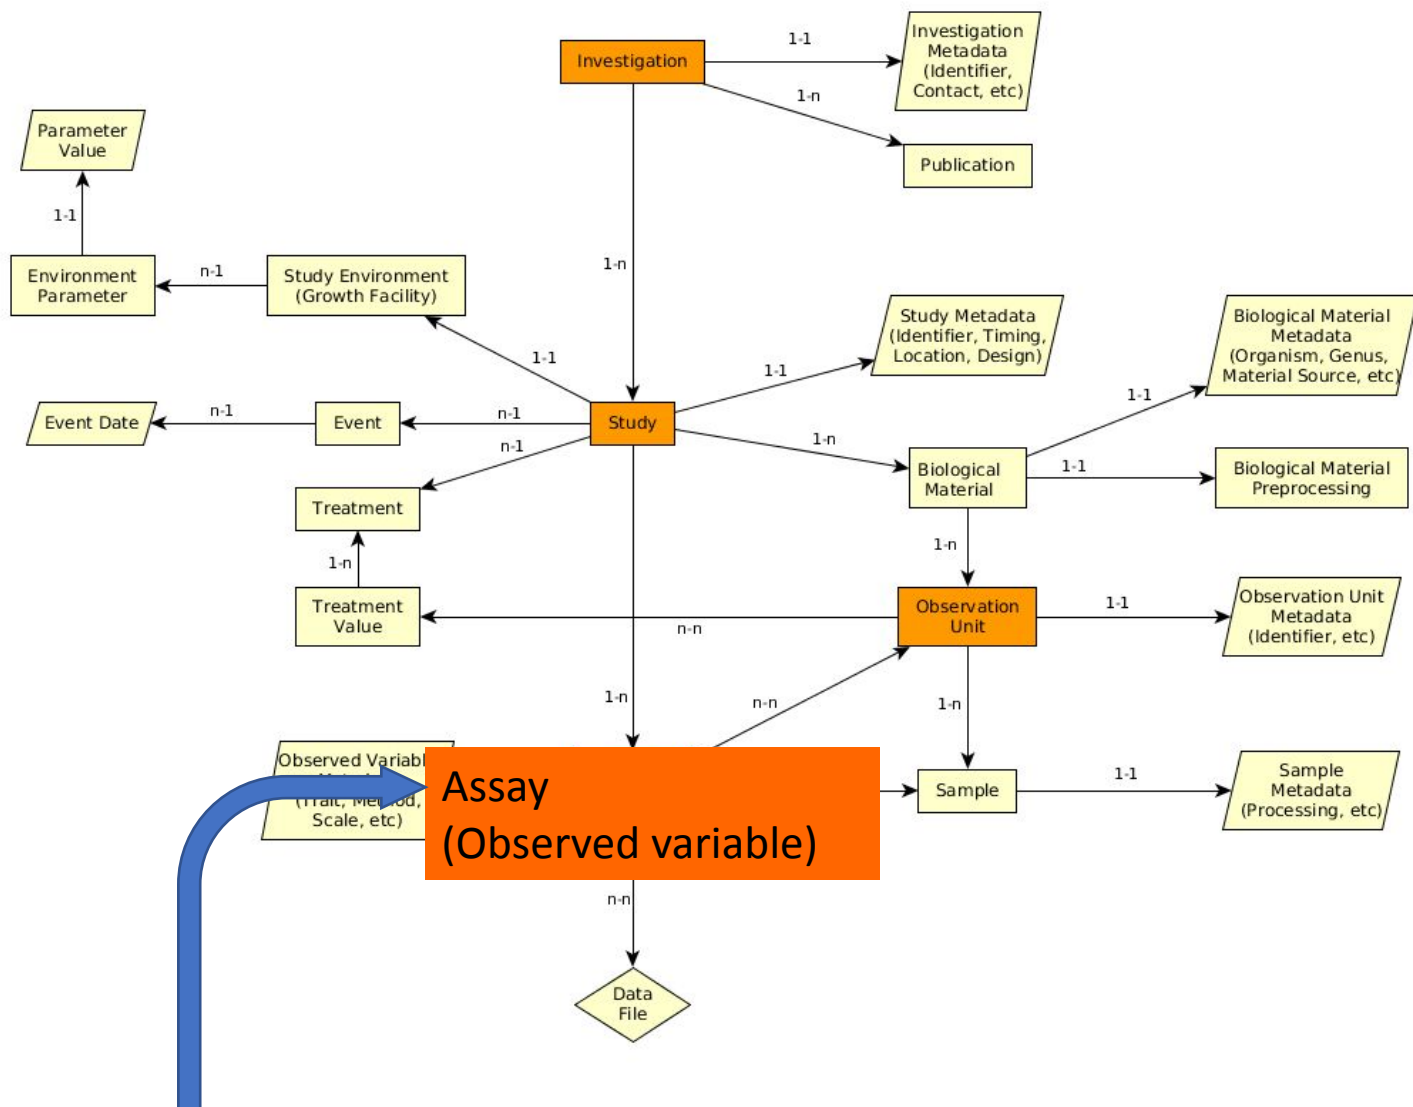 Investigation
1-1
Investigation
Metadata
(Identifier,
Contact, etc)
1-n
Publication
Parameter
Value
1-1
Environment
Parameter
n-1
Study Environment
(Growth Facility)
1-n
1-1
Study Metadata
(Identifier, Timing,
Location, Design)
1-1
Biological Material
Metadata
(Organism, Genus,
Material Source, etc)
1-1
Event Date
n-1
Event
n-1
Study
n-1
1-n
Biological
Material
1-1
Biological Material
Preprocessing
Treatment
1-n
1-n
Treatment
Value
n-n
Observation
Unit
1-1
Observation Unit
Metadata
(Identifier, etc)
1-n
n-n
1-n
Observed
(Trait, Method,
Scale, etc)
Assay
(Observed variable)
Sample
1-1
Sample
Metadata
(Processing, etc)
n-n
Data
File